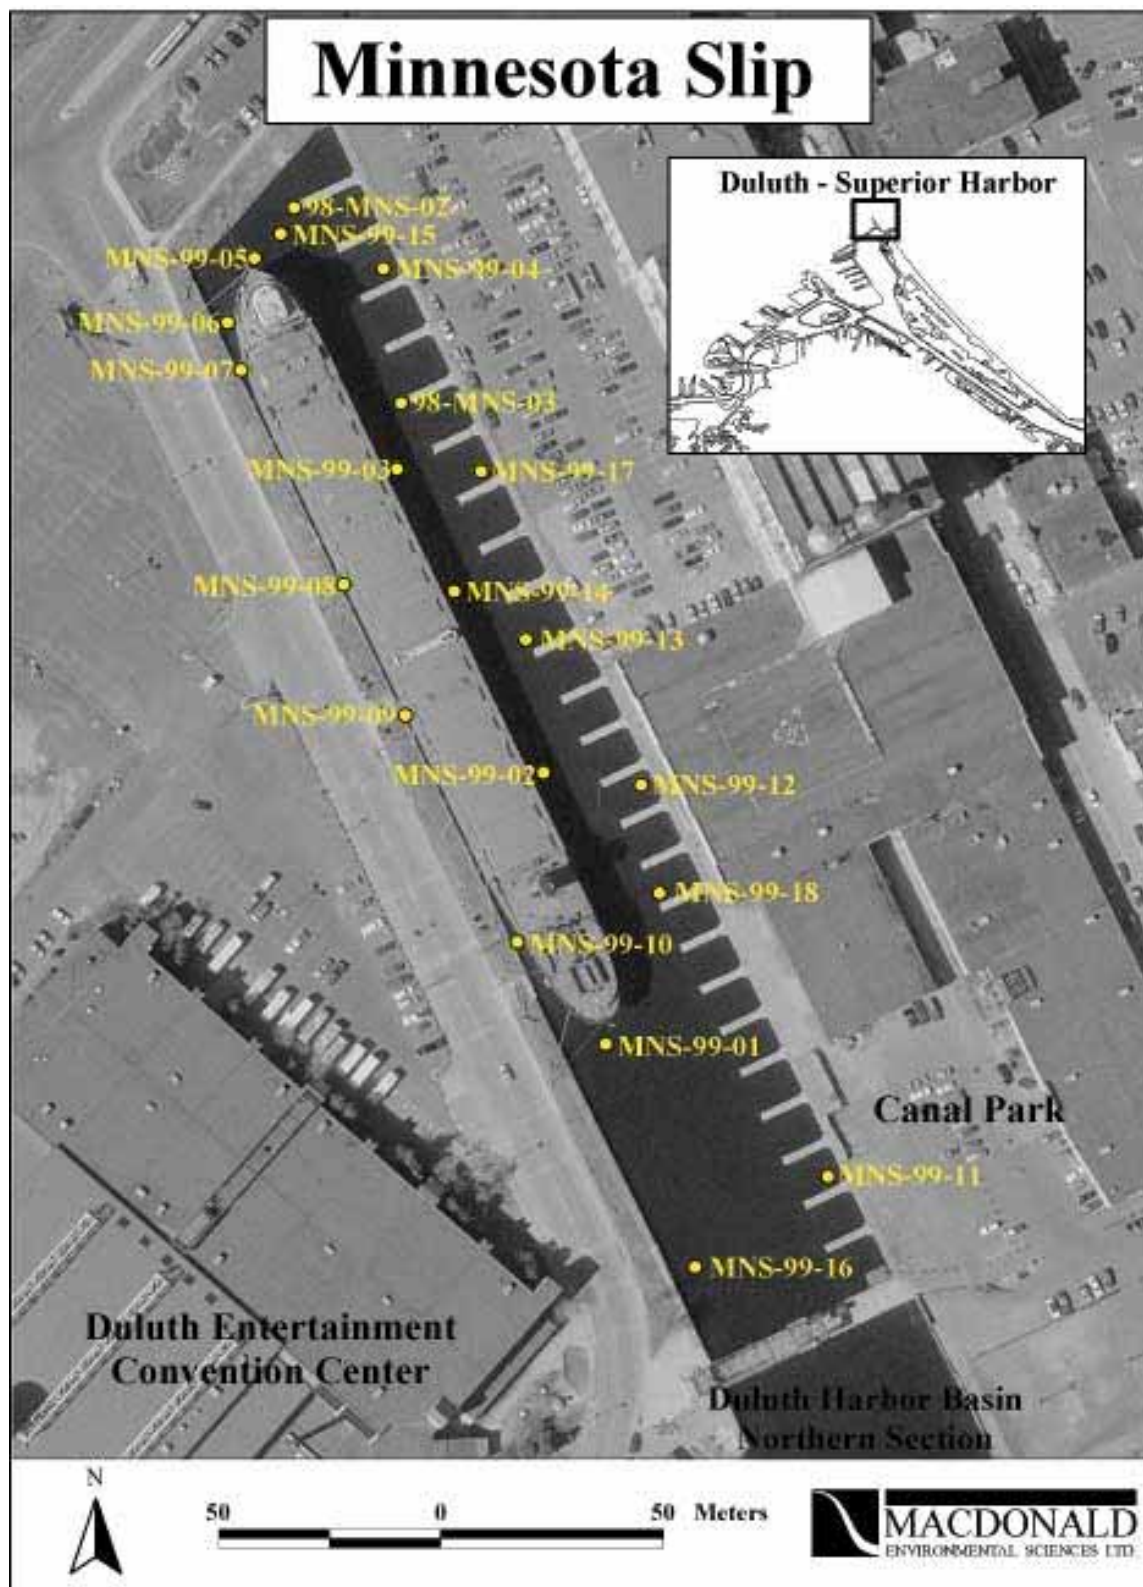 Minnesota Slip
Duluth - Superior Harbor
98-MNS-02
MNS-99-15
MNS-99-05
MNS-99-04
MNS-99-06
MNS-99-07
98-MNS-03
MNS-99-03
MNS-99-17
MNS-99-08
MNS-99-14
MNS-99-13
MNS-99-09
MNS-99-02
MNS-99-12
MNS-99-18
MNS-99-10
MNS-99-01
Canal Park
MNS-99-11
MNS-99-16
Duluth Entertainment
Convention Center
Duluth Harbor Basin
Northern Section
N
50 0 50 Meters
MACDONALD
ENVIRONMENTAL SCIENCES LTD.